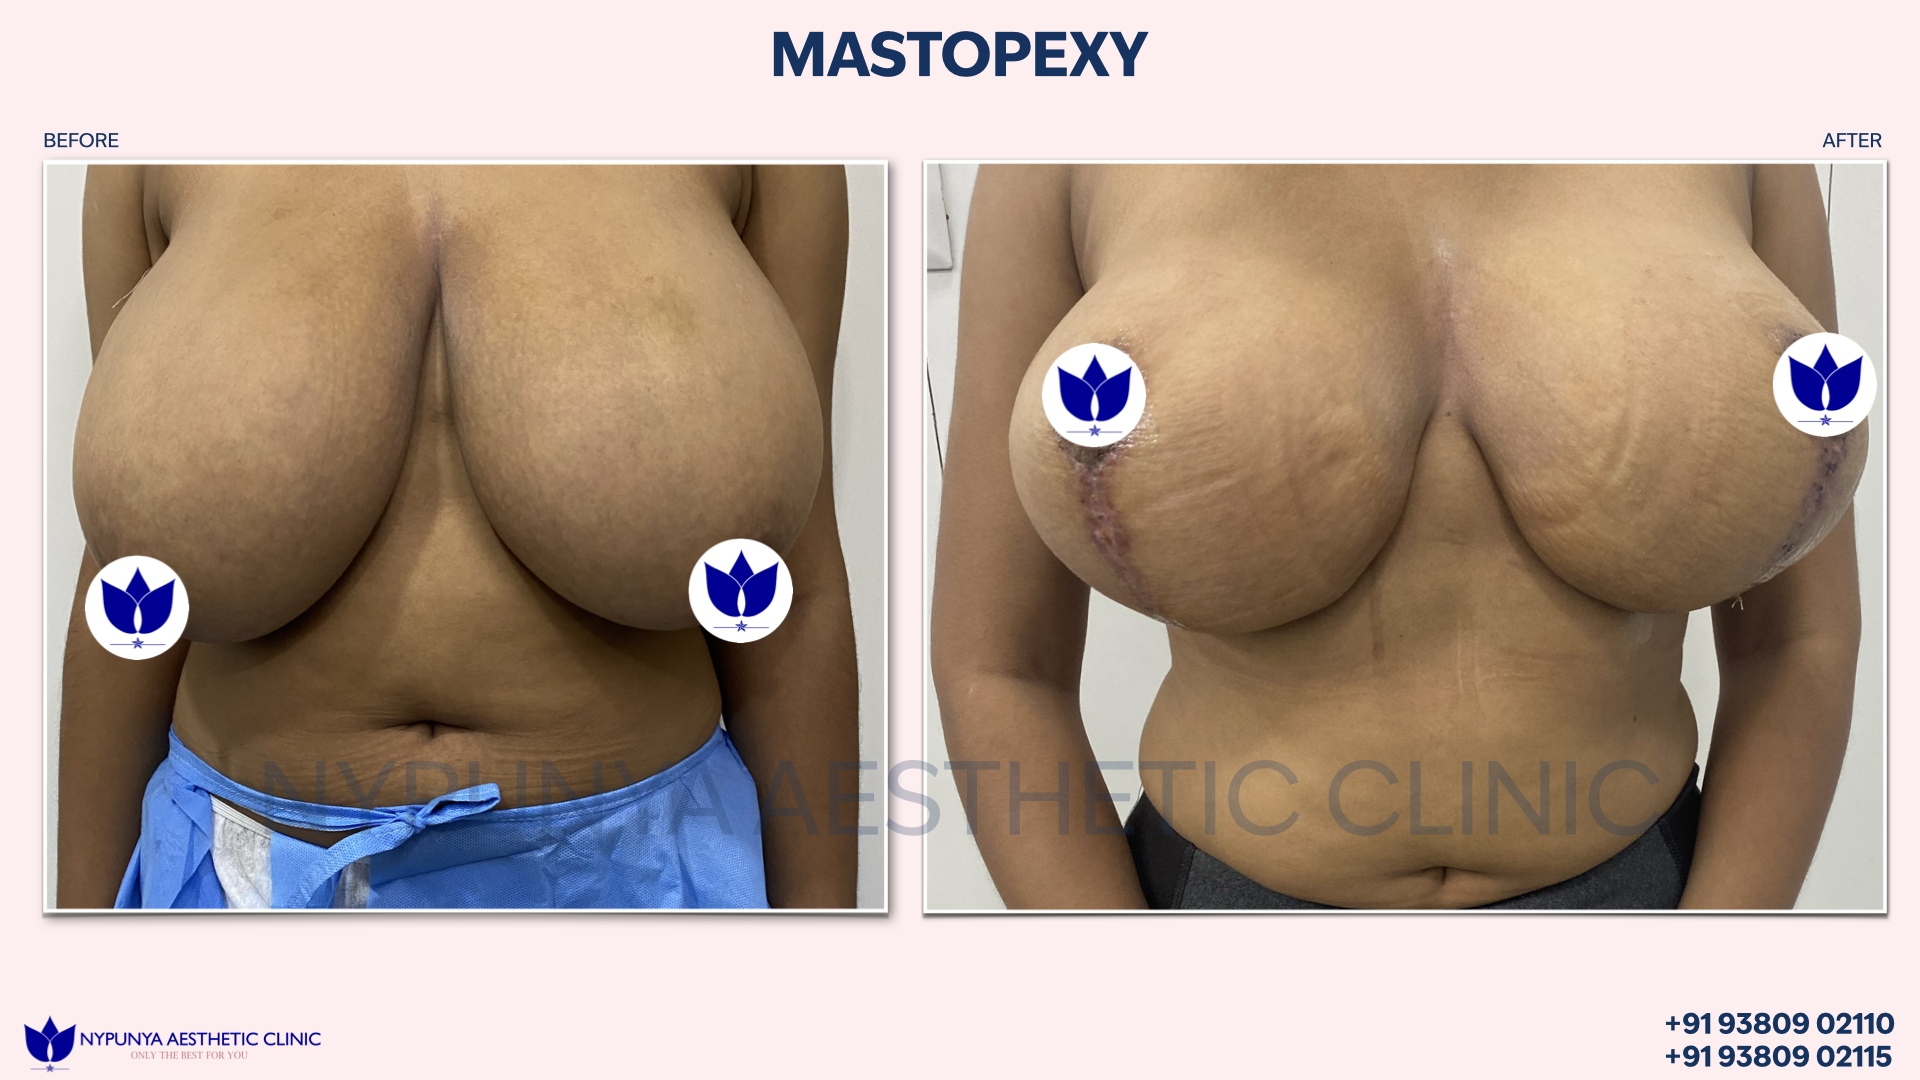 MASTOPEXY
BEFORE
AFTER
NYPUNYA AESTHETIC CLINIC
NYPUNYA AESTHETIC CLINIC
ONLY THE BEST FOR YOU
+91 93809 02110
+91 93809 02115